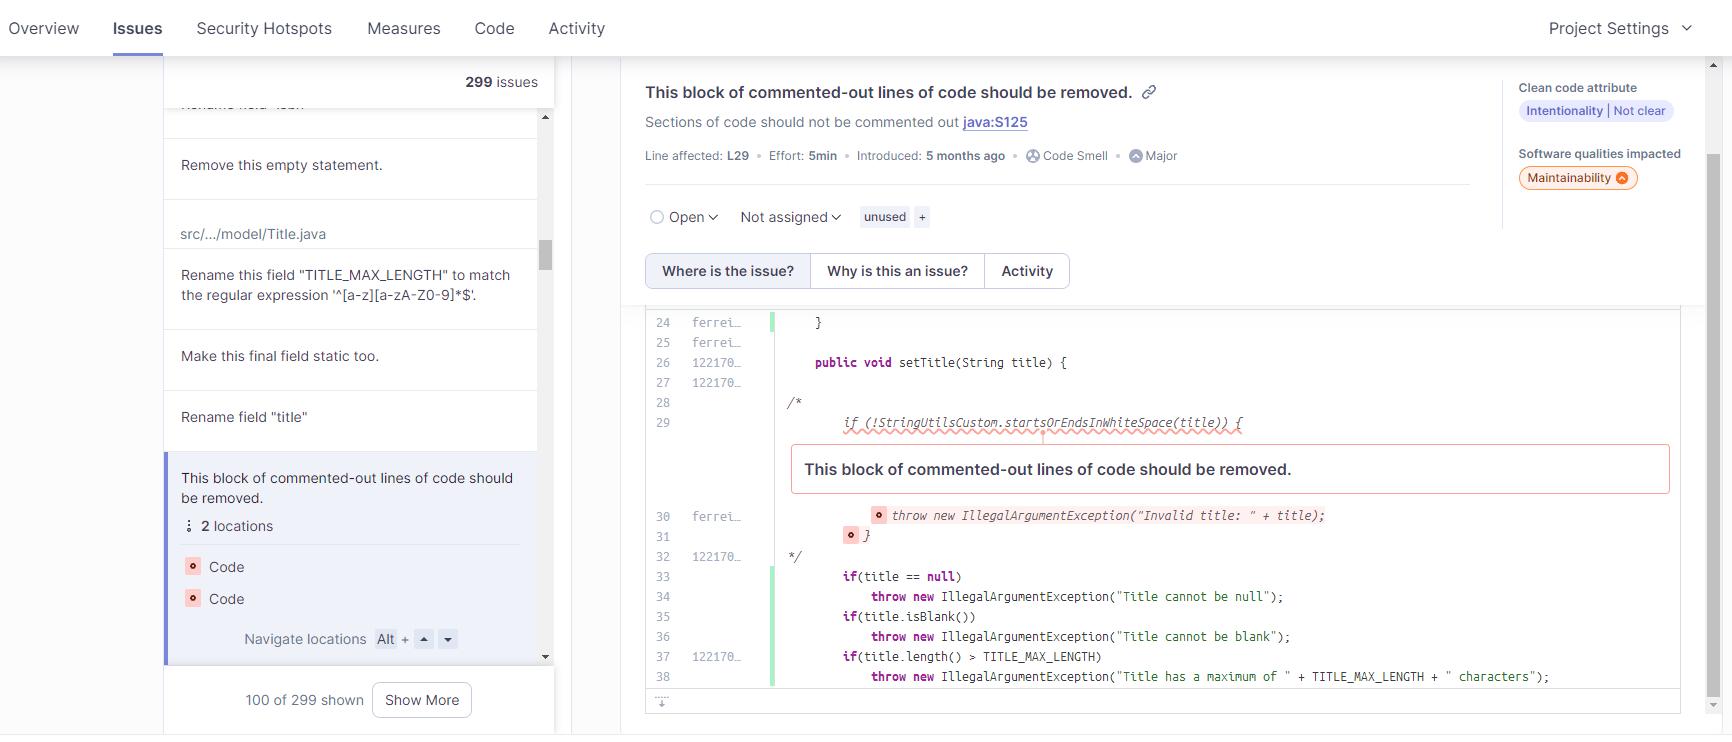 Overview Issues Security Hotspots Measures Code Activity Project Settings
299 issues
Remove this empty statement.
src/.../model/Title.java
Rename this field "TITLE_MAX_LENGTH" to match
the regular expression '^[a-z][a-zA-Z0-9]*$'.
Make this final field static too.
Rename field "title"
This block of commented-out lines of code should
be removed.
2 locations
Code
Code
Navigate locations Alt +
100 of 299 shown Show More
This block of commented-out lines of code should be removed.
Sections of code should not be commented out java:S125
Line affected: L29 • Effort: 5min • Introduced: 5 months ago • Code Smell • Major
Open Not assigned unused +
Clean code attribute
Intentionality | Not clear
Software qualities impacted
Maintainability
Where is the issue? Why is this an issue? Activity
24 ferrei… }
25 ferrei…
26 122170… public void setTitle(String title) {
27 122170…
28 /*
29 if (!StringUtilsCustom.startsOrEndsInWhiteSpace(title)) {
This block of commented-out lines of code should be removed.
30 ferrei… throw new IllegalArgumentException("Invalid title: " + title);
31 }
32 122170… */
33 if(title == null)
34 throw new IllegalArgumentException("Title cannot be null");
35 if(title.isBlank())
36 throw new IllegalArgumentException("Title cannot be blank");
37 122170… if(title.length() > TITLE_MAX_LENGTH)
38 throw new IllegalArgumentException("Title has a maximum of " + TITLE_MAX_LENGTH + " characters");